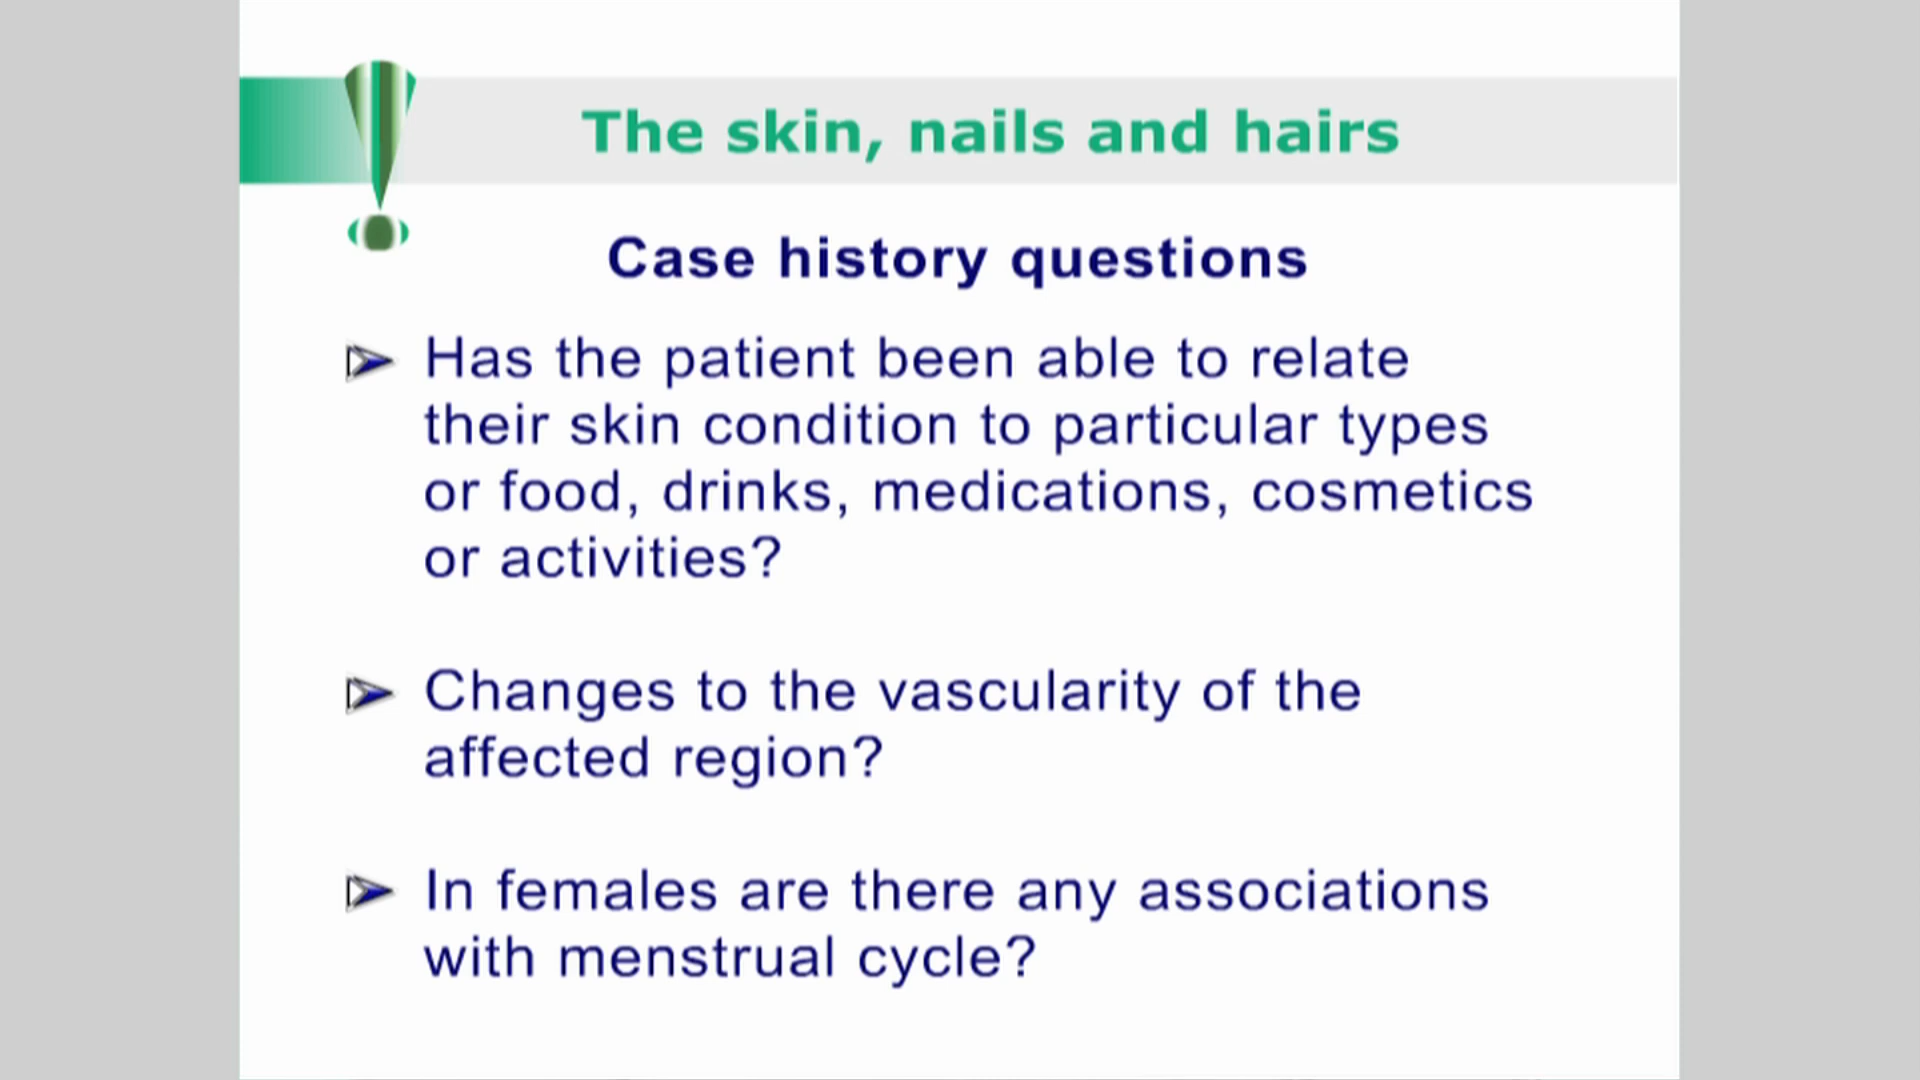 The skin, nails and hairs
Case history questions
Has the patient been able to relate
their skin condition to particular types
or food, drinks, medications, cosmetics
or activities?
Changes to the vascularity of the
affected region?
In females are there any associations
with menstrual cycle?